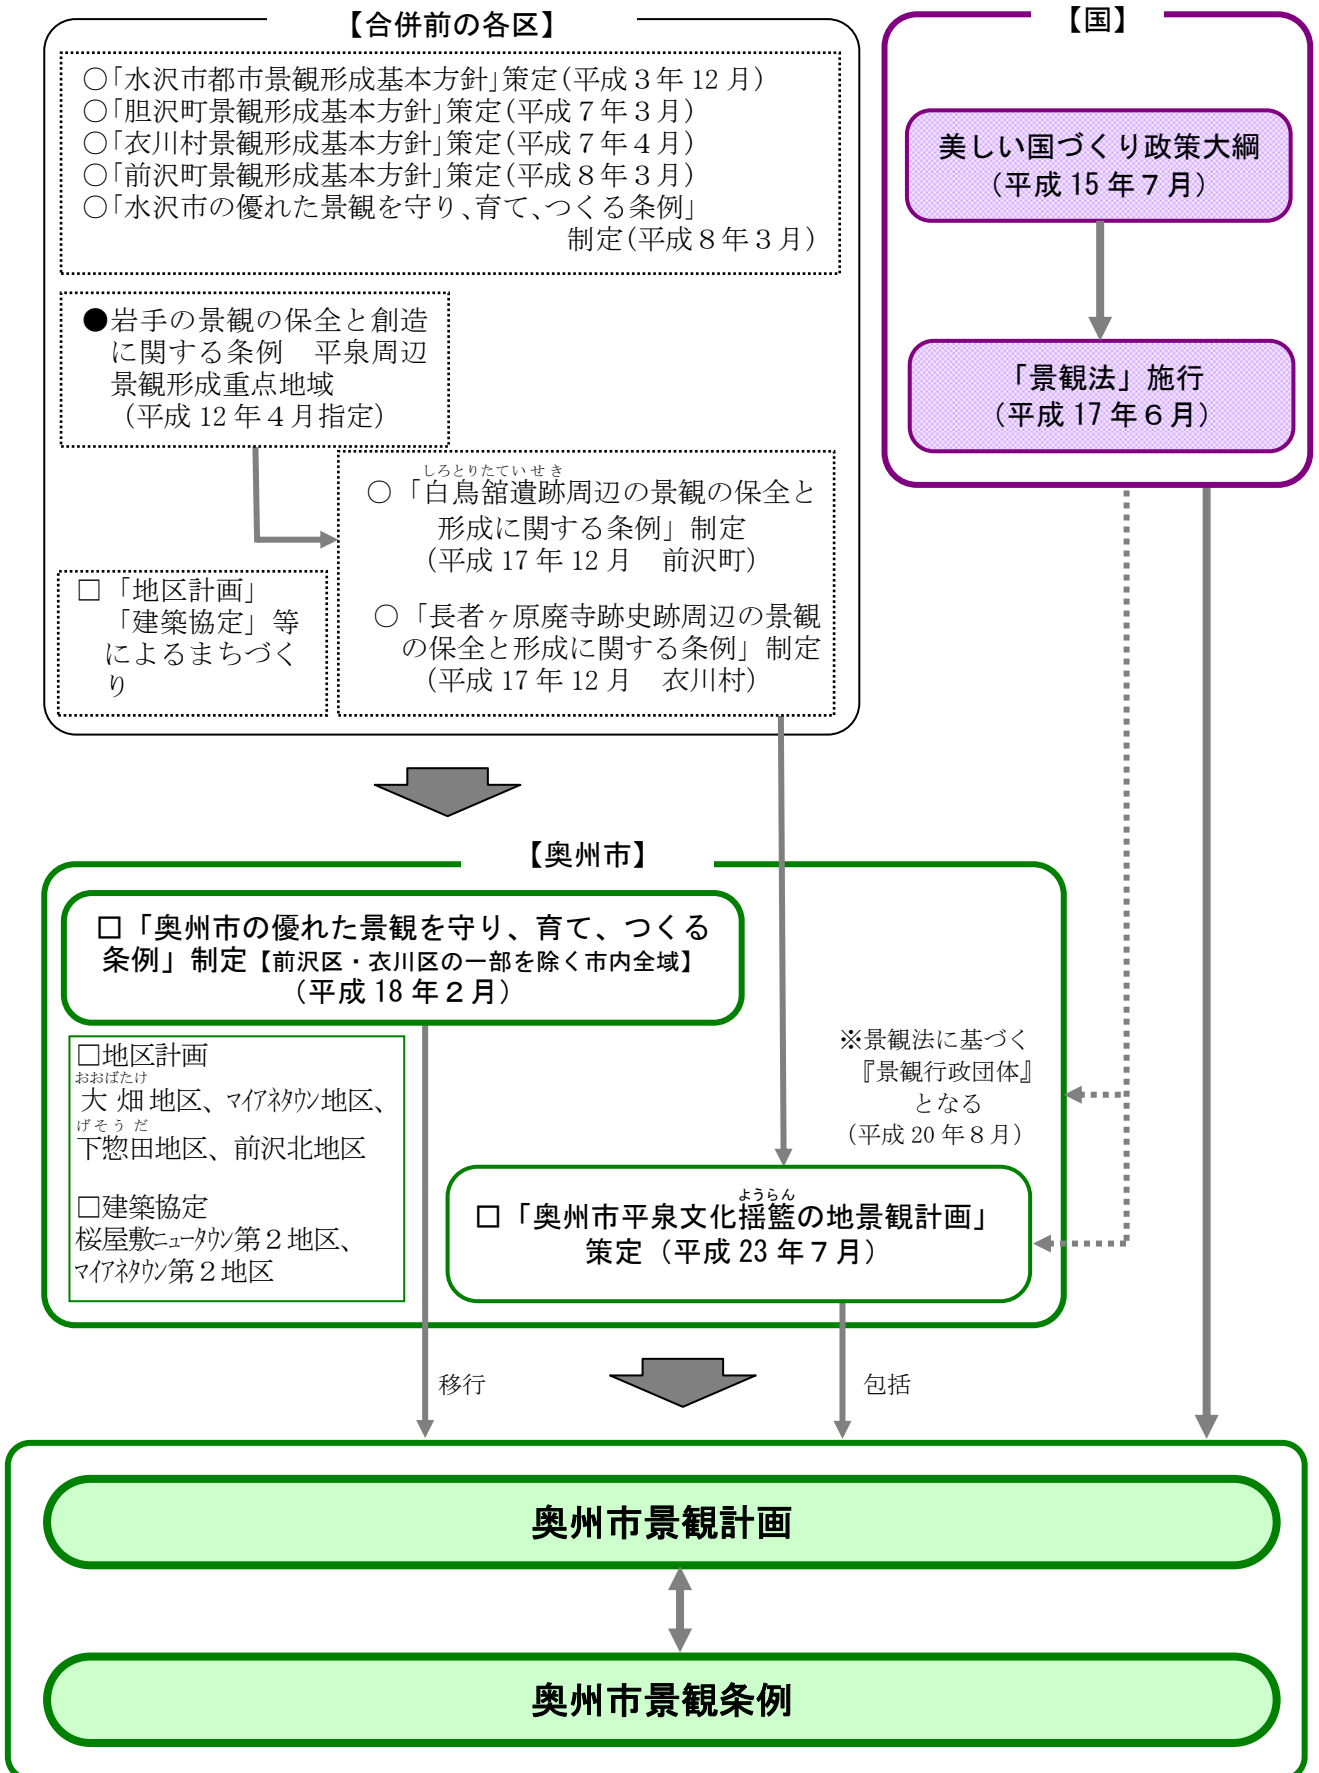 【合併前の各区】
○「水沢市都市景観形成基本方針」策定(平成３年 12 月)
○「胆沢町景観形成基本方針」策定(平成７年３月)
○「衣川村景観形成基本方針」策定(平成７年４月)
○「前沢町景観形成基本方針」策定(平成８年３月)
○「水沢市の優れた景観を守り、育て、つくる条例」
制定(平成８年３月)
●岩手の景観の保全と創造
に関する条例　平泉周辺
景観形成重点地域
(平成 12 年４月指定)
しろとりたていせき
○「白鳥舘遺跡周辺の景観の保全と
形成に関する条例」制定
(平成 17 年 12 月　前沢町)
○「長者ヶ原廃寺跡史跡周辺の景観
の保全と形成に関する条例」制定
(平成 17 年 12 月　衣川村)
□「地区計画」
「建築協定」等
によるまちづく
り
【国】
美しい国づくり政策大綱
(平成 15 年７月)
「景観法」施行
(平成 17 年６月)
【奥州市】
□「奥州市の優れた景観を守り、育て、つくる
条例」制定【前沢区・衣川区の一部を除く市内全域】
(平成 18 年２月)
□地区計画
おおばたけ
大畑地区、マイアネタウン地区、
げそうだ
下惣田地区、前沢北地区
□建築協定
桜屋敷ニュータウン第２地区、
マイアネタウン第２地区
※景観法に基づく
『景観行政団体』
となる
(平成 20 年８月)
ようらん
□「奥州市平泉文化揺籃の地景観計画」
策定（平成 23 年７月）
移行
包括
奥州市景観計画
奥州市景観条例